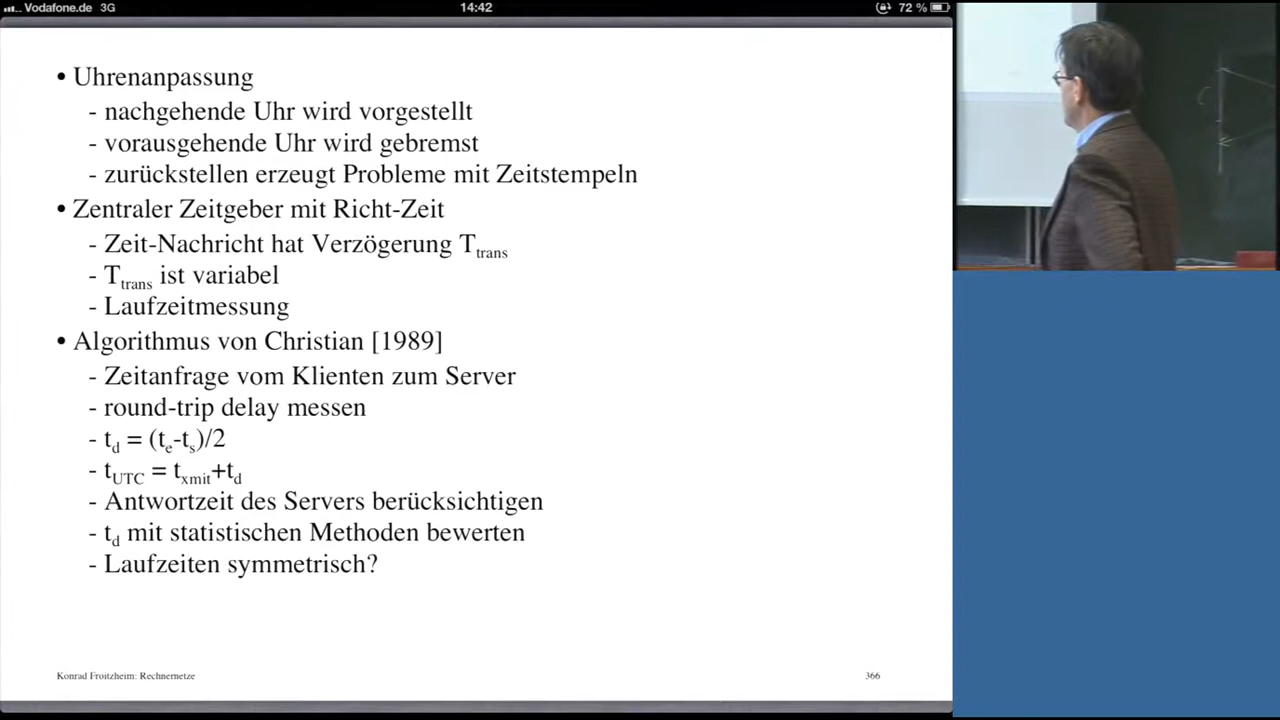 Vodafone.de 3G 14:42 72 %
• Uhrenanpassung
- nachgehende Uhr wird vorgestellt
- vorausgehende Uhr wird gebremst
- zurückstellen erzeugt Probleme mit Zeitstempeln
• Zentraler Zeitgeber mit Richt-Zeit
- Zeit-Nachricht hat Verzögerung Ttrans
- Ttrans ist variabel
- Laufzeitmessung
• Algorithmus von Christian [1989]
- Zeitanfrage vom Klienten zum Server
- round-trip delay messen
- td = (te-ts)/2
- tUTC = txmit+td
- Antwortzeit des Servers berücksichtigen
- td mit statistischen Methoden bewerten
- Laufzeiten symmetrisch?
Konrad Froitzheim: Rechnernetze 366